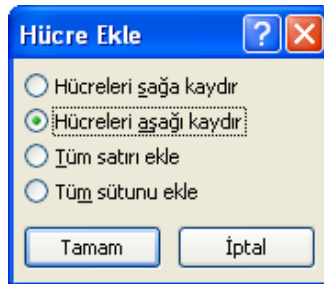 Hücre Ekle
Hücreleri sağa kaydır
Hücreleri aşağı kaydır
Tüm satırı ekle
Tüm sütunu ekle
Tamam İptal